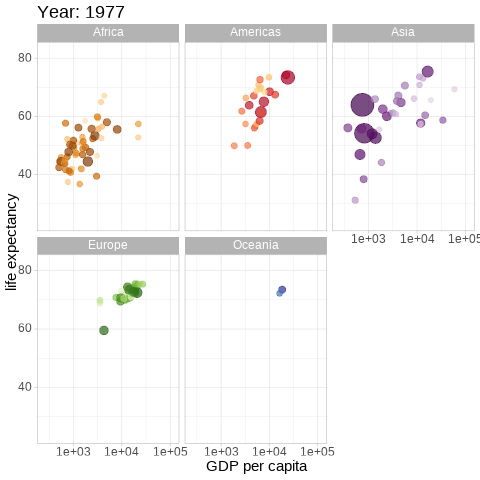 Year: 1977
Africa Americas Asia
80
60
40
1e+03 1e+04 1e+05
life expectancy
Europe Oceania
80
60
40
1e+03 1e+04 1e+05 1e+03 1e+04 1e+05
GDP per capita